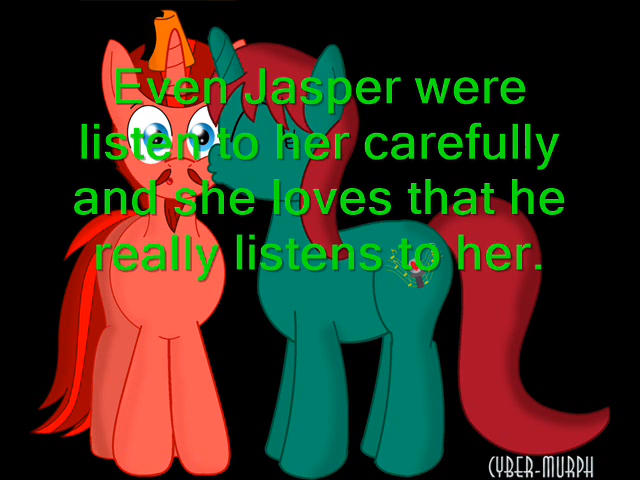 Even Jasper were
listen to her carefully
and she loves that he
really listens to her.
CYBER-MURPH